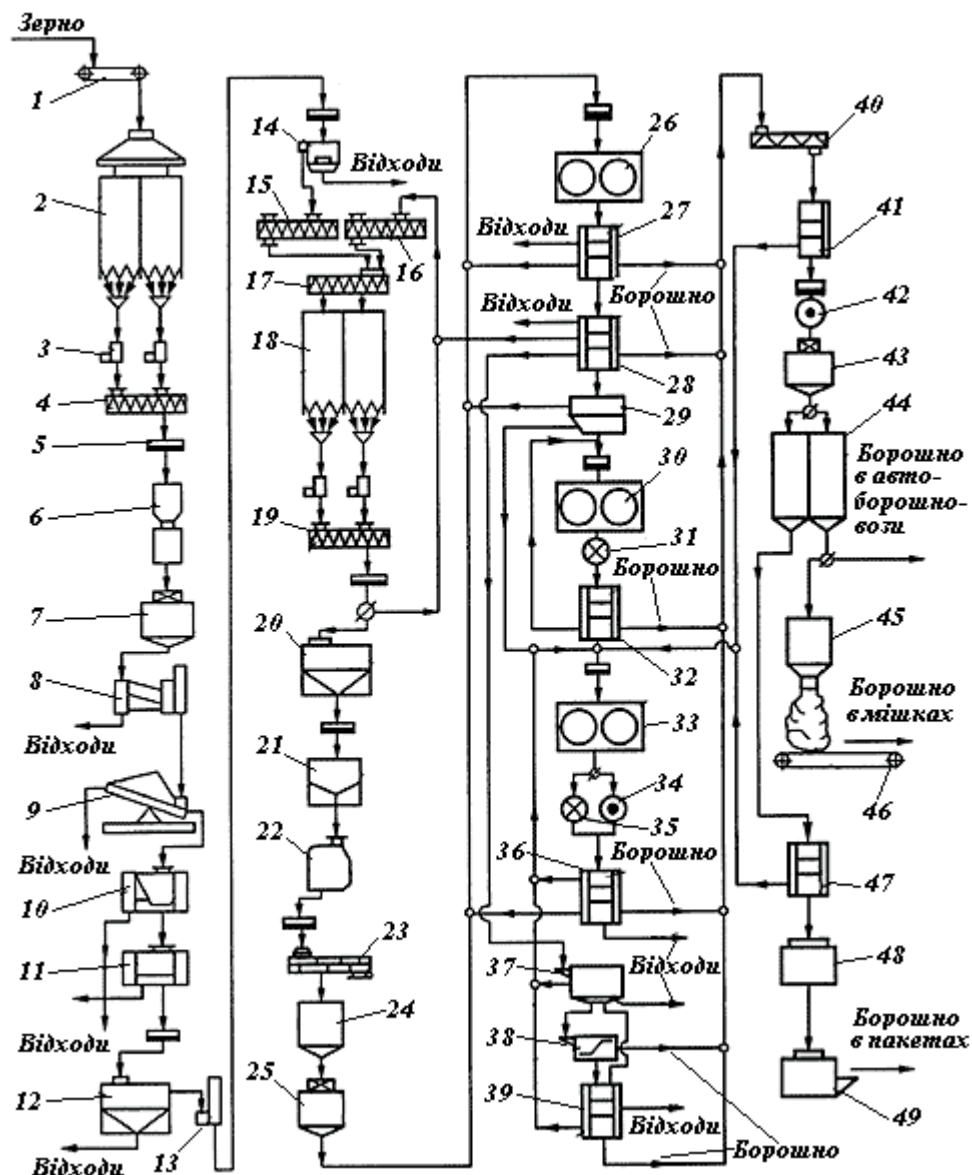 Зерно
1
2
3
4
5
6
7
8
Відходи
9
Відходи
10
11
Відходи
12
13
Відходи
14
Відходи
15
16
17
18
19
20
21
22
23
24
25
26
27
Відходи
Борошно
Відходи
28
29
30
31
Борошно
32
33
34
35
36
Борошно
37
Відходи
38
39
Відходи
Борошно
40
41
42
43
44
Борошно
в авто-
борошно-
вози
45
Борошно
в мішках
46
47
48
Борошно
в пакетах
49